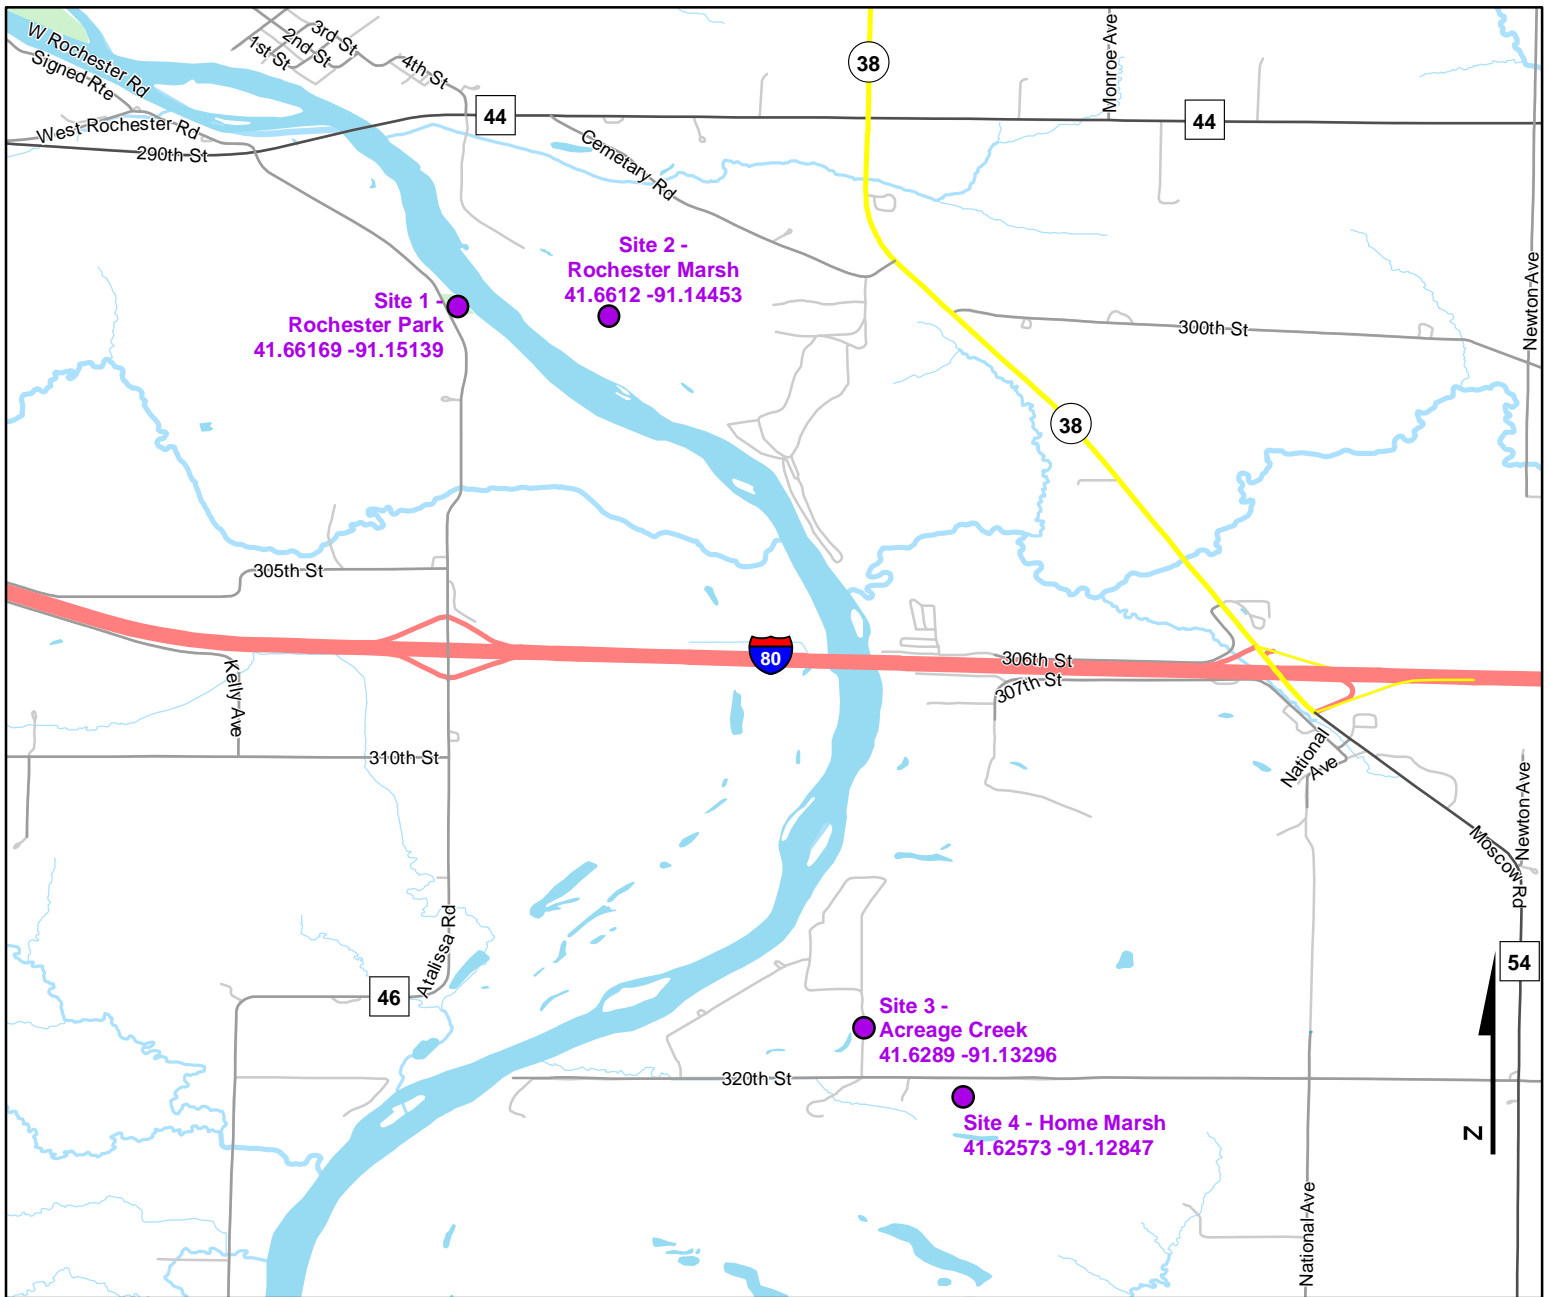 3rd St
2nd St
1st St
4th St
W Rochester Rd
Signed Rte
West Rochester Rd
290th St
44
38
Monroe Ave
44
Cemetary Rd
Newton Ave
Site 2 -
Rochester Marsh
41.6612 -91.14453
Site 1 -
Rochester Park
41.66169 -91.15139
300th St
38
305th St
80
306th St
307th St
Kelly Ave
310th St
National
Ave
Newton Ave
Moscow Rd
Atalissa Rd
46
54
Site 3 -
Acreage Creek
41.6289 -91.13296
320th St
Site 4 - Home Marsh
41.62573 -91.12847
N
National Ave